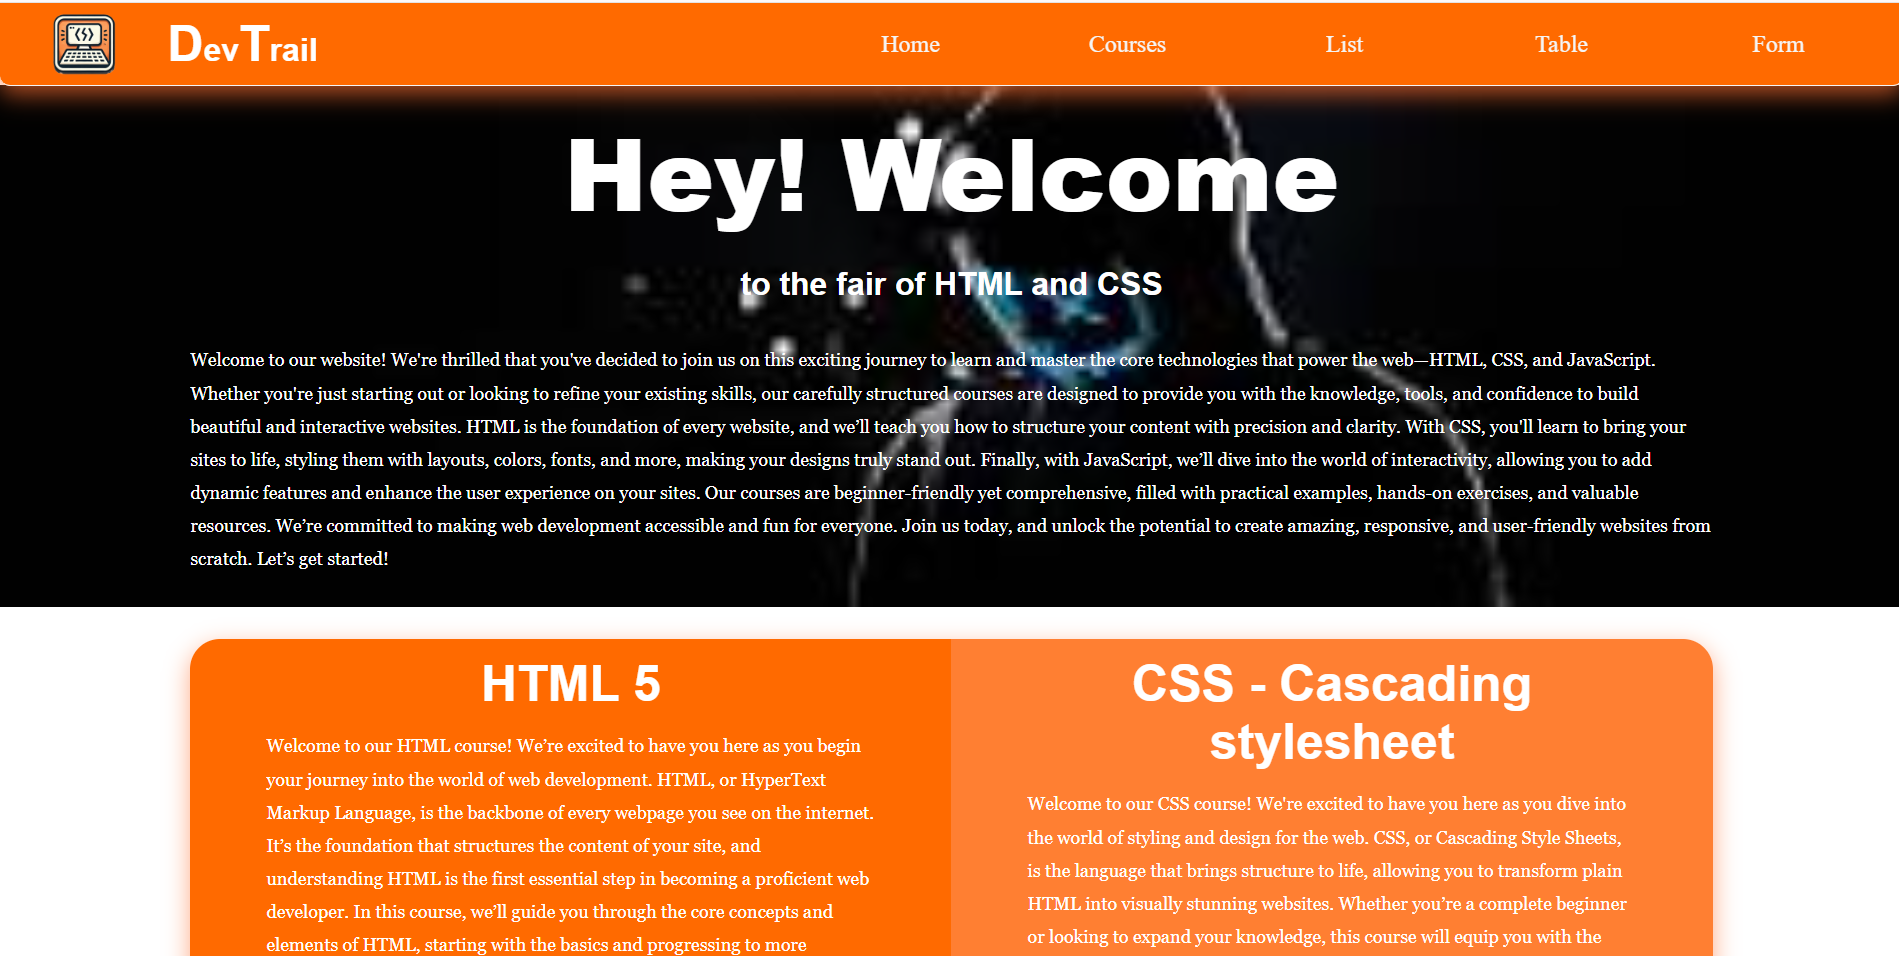 DevTrail
Home
Courses
List
Table
Form
Hey! Welcome
to the fair of HTML and CSS
Welcome to our website! We're thrilled that you've decided to join us on this exciting journey to learn and master the core technologies that power the web—HTML, CSS, and JavaScript.
Whether you're just starting out or looking to refine your existing skills, our carefully structured courses are designed to provide you with the knowledge, tools, and confidence to build
beautiful and interactive websites. HTML is the foundation of every website, and we’ll teach you how to structure your content with precision and clarity. With CSS, you'll learn to bring your
sites to life, styling them with layouts, colors, fonts, and more, making your designs truly stand out. Finally, with JavaScript, we’ll dive into the world of interactivity, allowing you to add
dynamic features and enhance the user experience on your sites. Our courses are beginner-friendly yet comprehensive, filled with practical examples, hands-on exercises, and valuable
resources. We’re committed to making web development accessible and fun for everyone. Join us today, and unlock the potential to create amazing, responsive, and user-friendly websites from
scratch. Let’s get started!
HTML 5
Welcome to our HTML course! We’re excited to have you here as you begin
your journey into the world of web development. HTML, or HyperText
Markup Language, is the backbone of every webpage you see on the internet.
It’s the foundation that structures the content of your site, and
understanding HTML is the first essential step in becoming a proficient web
developer. In this course, we’ll guide you through the core concepts and
elements of HTML, starting with the basics and progressing to more
CSS - Cascading
stylesheet
Welcome to our CSS course! We're excited to have you here as you dive into
the world of styling and design for the web. CSS, or Cascading Style Sheets,
is the language that brings structure to life, allowing you to transform plain
HTML into visually stunning websites. Whether you’re a complete beginner
or looking to expand your knowledge, this course will equip you with the